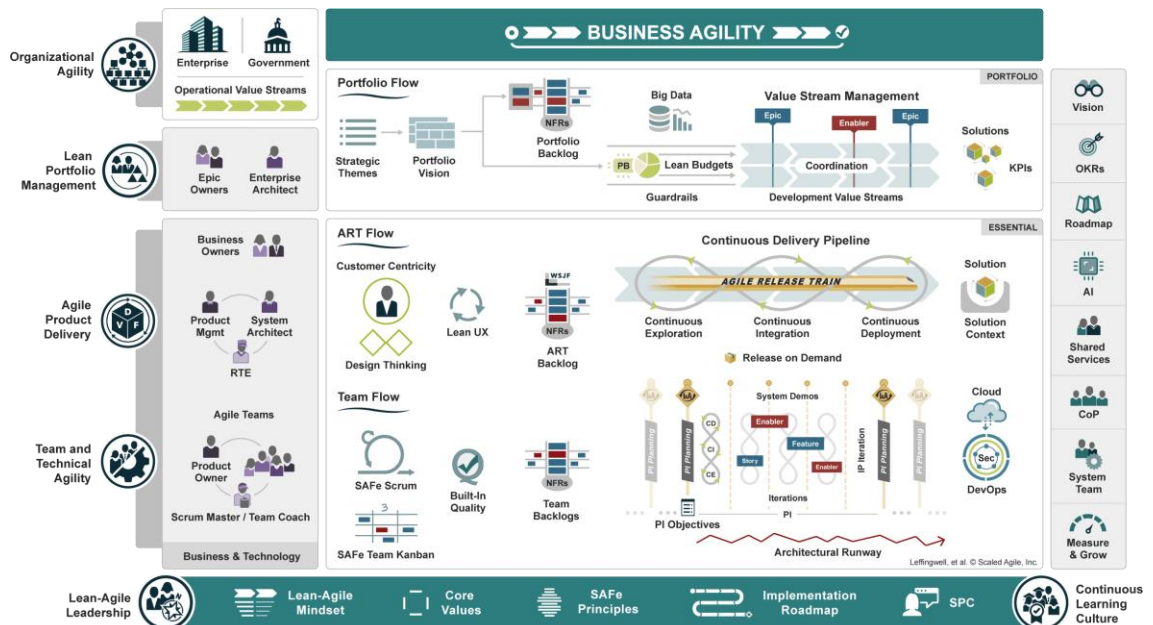 BUSINESS AGILITY
Organizational
Agility
Enterprise
Government
Operational Value Streams
Lean
Portfolio
Management
Epic
Owners
Enterprise
Architect
PORTFOLIO
Portfolio Flow
Strategic
Themes
Portfolio
Vision
NFRs
Portfolio
Backlog
Big Data
PB
Lean Budgets
Guardrails
Value Stream Management
Epic
Enabler
Epic
Coordination
Development Value Streams
Solutions
KPIs
Agile
Product
Delivery
D
V
F
Business
Owners
Product
Mgmt
System
Architect
RTE
ESSENTIAL
ART Flow
Customer Centricity
Design Thinking
Lean UX
WSJF
NFRs
ART
Backlog
Continuous Delivery Pipeline
AGILE RELEASE TRAIN
Continuous
Exploration
Continuous
Integration
Continuous
Deployment
Solution
Solution
Context
Release on Demand
Team and
Technical
Agility
Agile Teams
Product
Owner
Scrum Master / Team Coach
Business & Technology
Team Flow
SAFe Scrum
3
SAFe Team Kanban
Built-In
Quality
NFRs
Team
Backlogs
PI Planning
PI Planning
CD
CI
CE
System Demos
Enabler
Feature
Story
Enabler
Iterations
IP Iteration
PI Planning
PI Planning
PI Objectives
PI
Architectural Runway
Cloud
Sec
DevOps
Leffingwell, et al. © Scaled Agile, Inc.
Vision
OKRs
Roadmap
AI
Shared
Services
CoP
System
Team
Measure
& Grow
Lean-Agile
Leadership
Lean-Agile
Mindset
Core
Values
SAFe
Principles
Implementation
Roadmap
SPC
Continuous
Learning
Culture